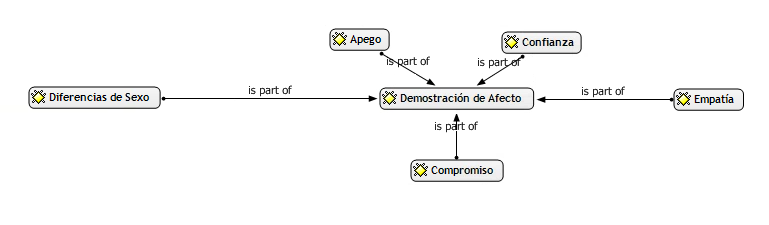 Apego
Confianza
is part of
is part of
Diferencias de Sexo
is part of
Demostración de Afecto
is part of
Empatía
is part of
Compromiso